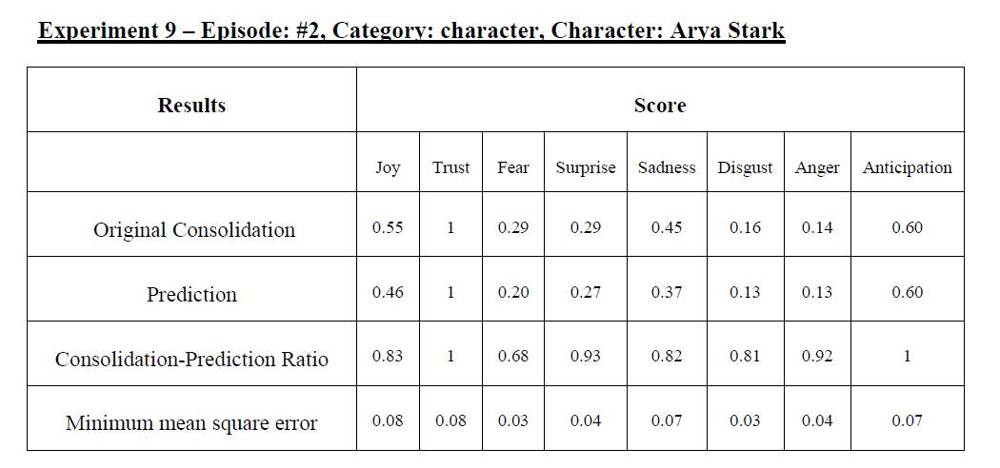 Experiment 9 – Episode: #2, Category: character, Character: Arya Stark
Results Score
Joy Trust Fear Surprise Sadness Disgust Anger Anticipation
Original Consolidation 0.55 1 0.29 0.29 0.45 0.16 0.14 0.60
Prediction 0.46 1 0.20 0.27 0.37 0.13 0.13 0.60
Consolidation-Prediction Ratio 0.83 1 0.68 0.93 0.82 0.81 0.92 1
Minimum mean square error 0.08 0.08 0.03 0.04 0.07 0.03 0.04 0.07